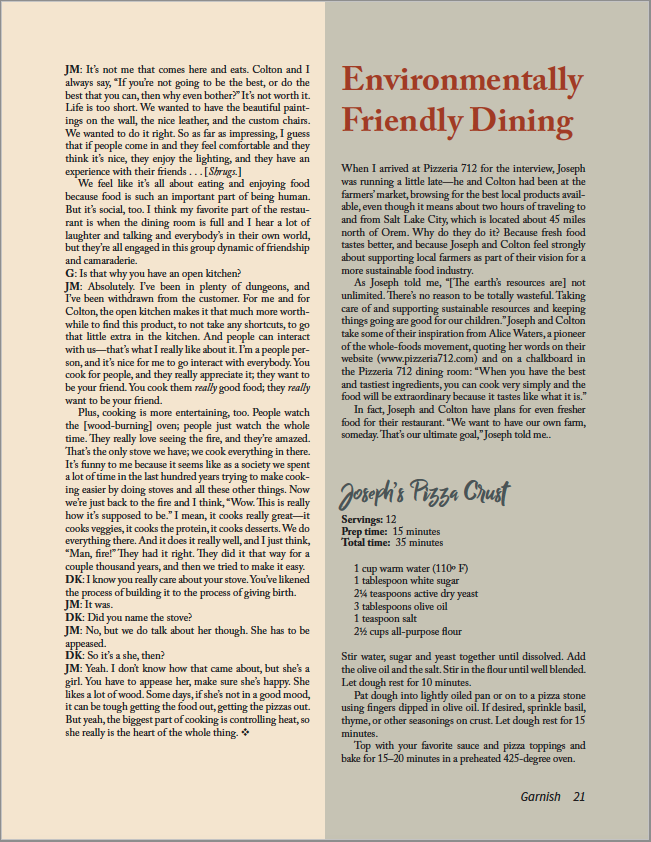 JM: It's not me that comes here and eats. Colton and I
always say, “If you're not going to be the best, or do the
best that you can, then why even bother?” It's not worth it.
Life is too short. We wanted to have the beautiful paint-
ings on the wall, the nice leather, and the custom chairs.
We wanted to do it right. So as far as impressing, I guess
that if people come in and they feel comfortable and they
think it's nice, they enjoy the lighting, and they have an
experience with their friends . . . [Shrugs.]
We feel like it's all about eating and enjoying food
because food is such an important part of being human.
But it's social, too. I think my favorite part of the restau-
rant is when the dining room is full and I hear a lot of
laughter and talking and everybody's in their own world,
but they're all engaged in this group dynamic of friendship
and camaraderie.
G: Is that why you have an open kitchen?
JM: Absolutely. I've been in plenty of dungeons, and
I've been withdrawn from the customer. For me and for
Colton, the open kitchen makes it that much more worth-
while to find this product, to not take any shortcuts, to go
that little extra in the kitchen. And people can interact
with us—that's what I really like about it. I'm a people per-
son, and it's nice for me to go interact with everybody. You
cook for people, and they really appreciate it; they want to
be your friend. You cook them really good food; they really
want to be your friend.
Plus, cooking is more entertaining, too. People watch
the [wood-burning] oven; people just watch the whole
time. They really love seeing the fire, and they're amazed.
That's the only stove we have; we cook everything in there.
It's funny to me because it seems like as a society we spent
a lot of time in the last hundred years trying to make cook-
ing easier by doing stoves and all these other things. Now
we're just back to the fire and I think, “Wow. This is really
how it's supposed to be.” I mean, it cooks really great—it
cooks veggies, it cooks the protein, it cooks desserts. We do
everything there. And it does it really well, and I just think,
“Man, fire!” They had it right. They did it that way for a
couple thousand years, and then we tried to make it easy.
DK: I know you really care about your stove. You've likened
the process of building it to the process of giving birth.
JM: It was.
DK: Did you name the stove?
JM: No, but we do talk about her though. She has to be
appeased.
DK: So it's a she, then?
JM: Yeah. I don't know how that came about, but she's a
girl. You have to appease her, make sure she's happy. She
likes a lot of wood. Some days, if she's not in a good mood,
it can be tough getting the food out, getting the pizzas out.
But yeah, the biggest part of cooking is controlling heat, so
she really is the heart of the whole thing. ❖
Environmentally
Friendly Dining
When I arrived at Pizzeria 712 for the interview, Joseph
was running a little late—he and Colton had been at the
farmers' market, browsing for the best local products avail-
able, even though it means about two hours of traveling to
and from Salt Lake City, which is located about 45 miles
north of Orem. Why do they do it? Because fresh food
tastes better, and because Joseph and Colton feel strongly
about supporting local farmers as part of their vision for a
more sustainable food industry.
As Joseph told me, “[The earth's resources are] not
unlimited. There's no reason to be totally wasteful. Taking
care of and supporting sustainable resources and keeping
things going are good for our children.” Joseph and Colton
take some of their inspiration from Alice Waters, a pioneer
of the whole-foods movement, quoting her words on their
website (www.pizzeria712.com) and on a chalkboard in
the Pizzeria 712 dining room: “When you have the best
and tastiest ingredients, you can cook very simply and the
food will be extraordinary because it tastes like what it is.”
In fact, Joseph and Colton have plans for even fresher
food for their restaurant. “We want to have our own farm,
someday. That's our ultimate goal,” Joseph told me..
Joseph's Pizza Crust
Servings: 12
Prep time: 15 minutes
Total time: 35 minutes
1 cup warm water (110º F)
1 tablespoon white sugar
2¼ teaspoons active dry yeast
3 tablespoons olive oil
1 teaspoon salt
2½ cups all-purpose flour
Stir water, sugar and yeast together until dissolved. Add
the olive oil and the salt. Stir in the flour until well blended.
Let dough rest for 10 minutes.
Pat dough into lightly oiled pan or on to a pizza stone
using fingers dipped in olive oil. If desired, sprinkle basil,
thyme, or other seasonings on crust. Let dough rest for 15
minutes.
Top with your favorite sauce and pizza toppings and
bake for 15–20 minutes in a preheated 425-degree oven.
Garnish 21